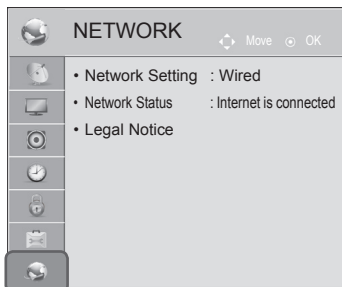 NETWORK
Move OK
• Network Setting : Wired
• Network Status : Internet is connected
• Legal Notice